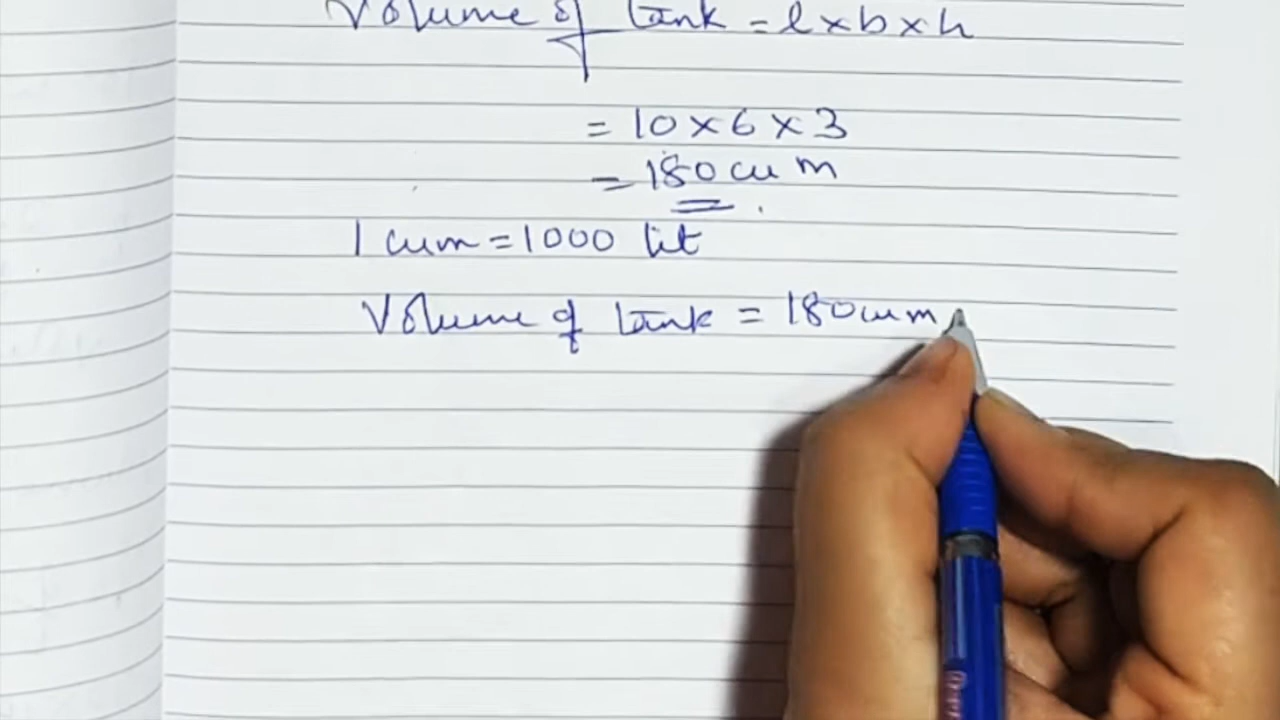 Volume of tank = l x b x h
= 10 x 6 x 3
= 180 cu m
1 cum = 1000 lit
Volume of tank = 180 cum